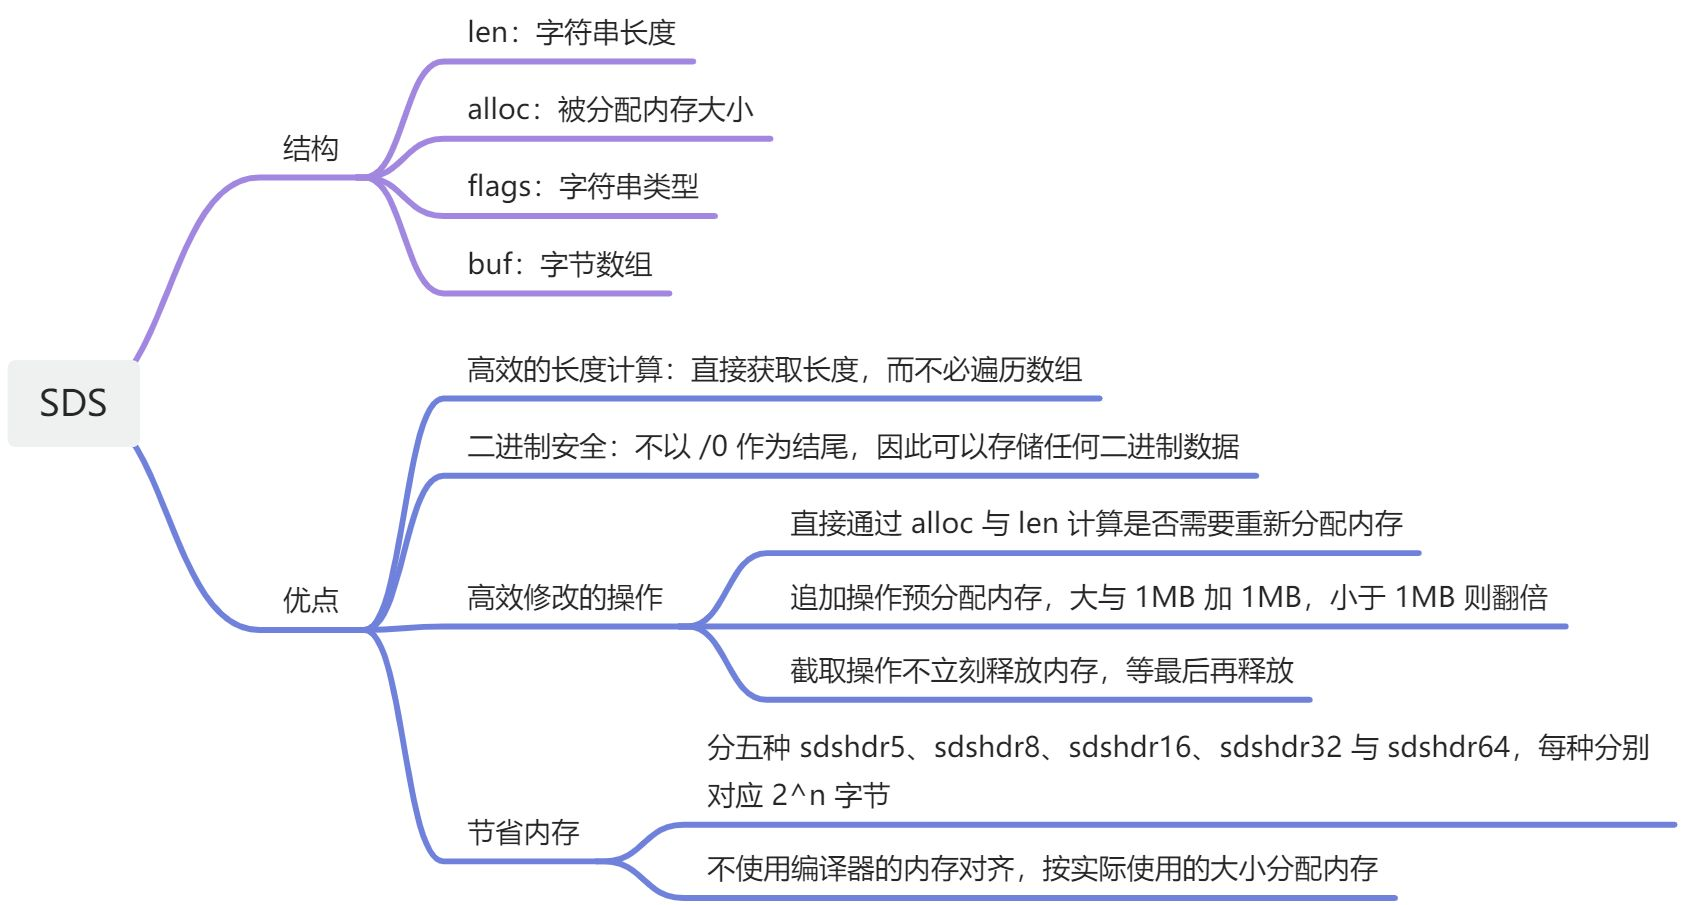 SDS
结构
len：字符串长度
alloc：被分配内存大小
flags：字符串类型
buf：字节数组
优点
高效的长度计算：直接获取长度，而不必遍历数组
二进制安全：不以 /0 作为结尾，因此可以存储任何二进制数据
高效修改的操作
直接通过 alloc 与 len 计算是否需要重新分配内存
追加操作预分配内存，大与 1MB 加 1MB，小于 1MB 则翻倍
截取操作不立刻释放内存，等最后再释放
节省内存
分五种 sdshdr5、sdshdr8、sdshdr16、sdshdr32 与 sdshdr64，每种分别
对应 2^n 字节
不使用编译器的内存对齐，按实际使用的大小分配内存